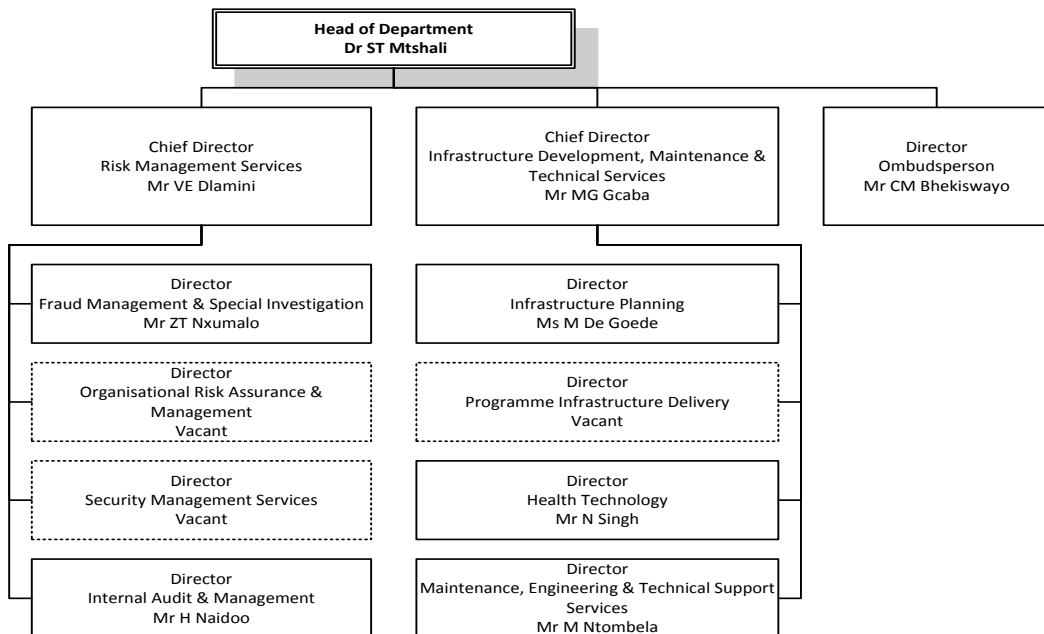 Head of Department
Dr ST Mtshali
Chief Director
Risk Management Services
Mr VE Dlamini
Chief Director
Infrastructure Development, Maintenance &
Technical Services
Mr MG Gcaba
Director
Ombudsperson
Mr CM Bhekiswayo
Director
Fraud Management & Special Investigation
Mr ZT Nxumalo
Director
Organisational Risk Assurance &
Management
Vacant
Director
Security Management Services
Vacant
Director
Internal Audit & Management
Mr H Naidoo
Director
Infrastructure Planning
Ms M De Goede
Director
Programme Infrastructure Delivery
Vacant
Director
Health Technology
Mr N Singh
Director
Maintenance, Engineering & Technical Support
Services
Mr M Ntombela